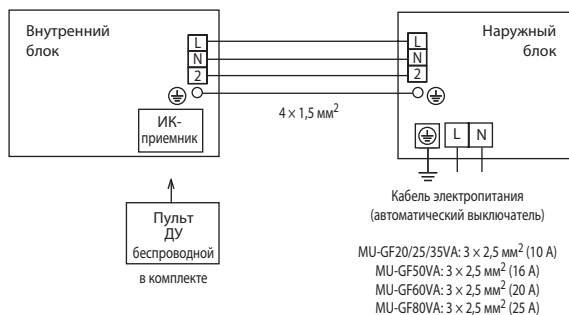 Внутренний
блок
L
N
2
ИК-
приемник
Пульт
ДУ
беспроводной
в комплекте
4 × 1,5 мм²
Наружный
блок
L
N
2
L N
Кабель электропитания
(автоматический выключатель)
MU-GF20/25/35VA: 3 × 2,5 мм² (10 А)
MU-GF50VA: 3 × 2,5 мм² (16 А)
MU-GF60VA: 3 × 2,5 мм² (20 А)
MU-GF80VA: 3 × 2,5 мм² (25 А)